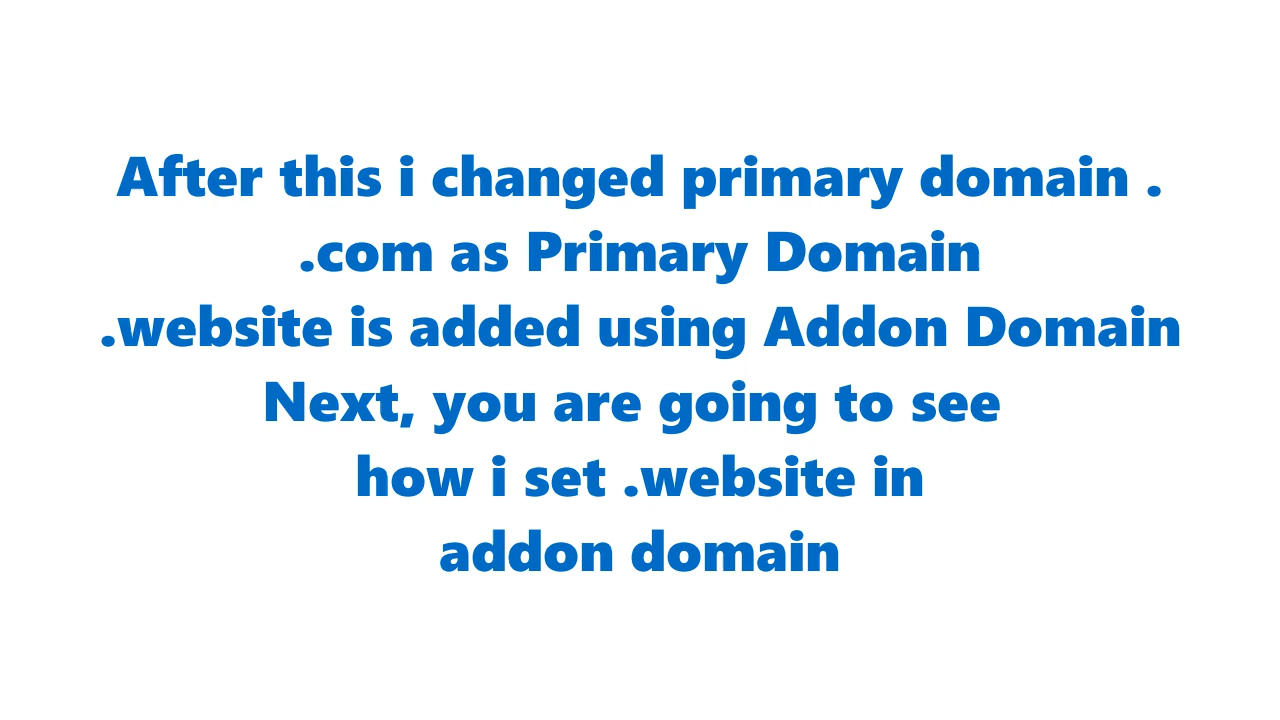 After this i changed primary domain .
.com as Primary Domain
.website is added using Addon Domain
Next, you are going to see
how i set .website in
addon domain